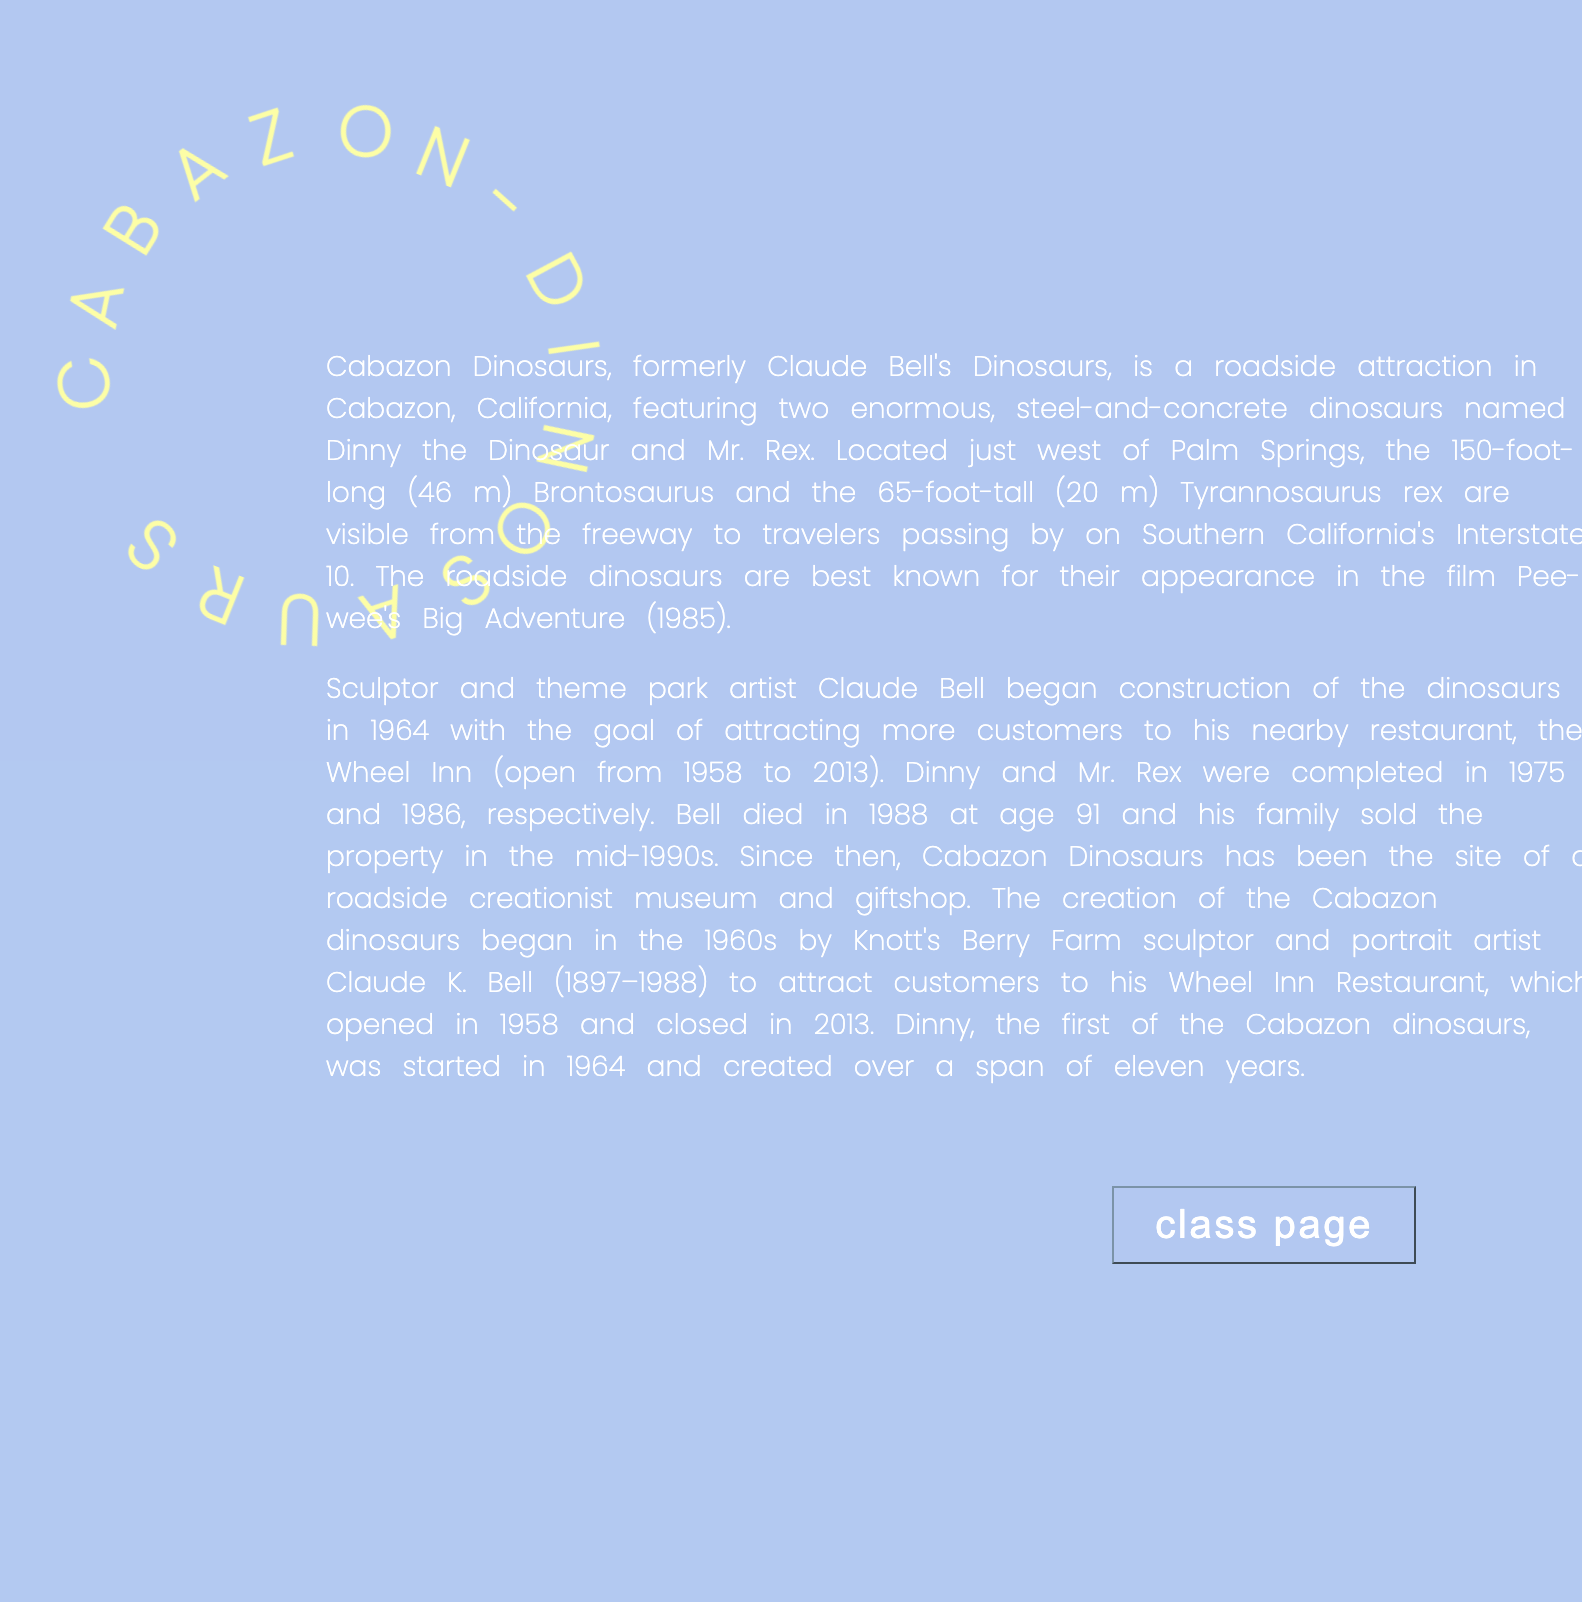 CABAZON-DINOSAURS
Cabazon Dinosaurs, formerly Claude Bell's Dinosaurs, is a roadside attraction in
Cabazon, California, featuring two enormous, steel-and-concrete dinosaurs named
Dinny the Dinosaur and Mr. Rex. Located just west of Palm Springs, the 150-foot-
long (46 m) Brontosaurus and the 65-foot-tall (20 m) Tyrannosaurus rex are
visible from the freeway to travelers passing by on Southern California's Interstate
10. The roadside dinosaurs are best known for their appearance in the film Pee-
wee's Big Adventure (1985).
Sculptor and theme park artist Claude Bell began construction of the dinosaurs
in 1964 with the goal of attracting more customers to his nearby restaurant, the
Wheel Inn (open from 1958 to 2013). Dinny and Mr. Rex were completed in 1975
and 1986, respectively. Bell died in 1988 at age 91 and his family sold the
property in the mid-1990s. Since then, Cabazon Dinosaurs has been the site of a
roadside creationist museum and giftshop. The creation of the Cabazon
dinosaurs began in the 1960s by Knott's Berry Farm sculptor and portrait artist
Claude K. Bell (1897–1988) to attract customers to his Wheel Inn Restaurant, which
opened in 1958 and closed in 2013. Dinny, the first of the Cabazon dinosaurs,
was started in 1964 and created over a span of eleven years.
class page